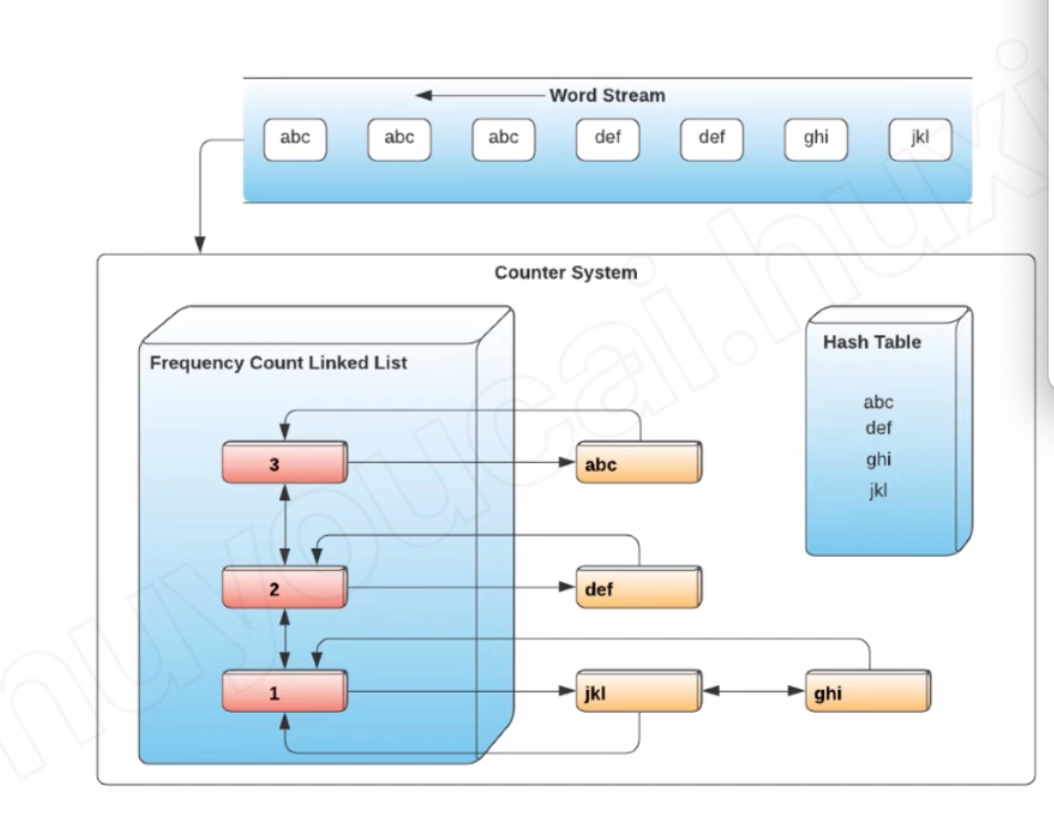 Word Stream
abc abc abc def def ghi jkl
Counter System
Frequency Count Linked List
Hash Table
abc
def
ghi
jkl
3 abc
2 def
1 jkl ghi